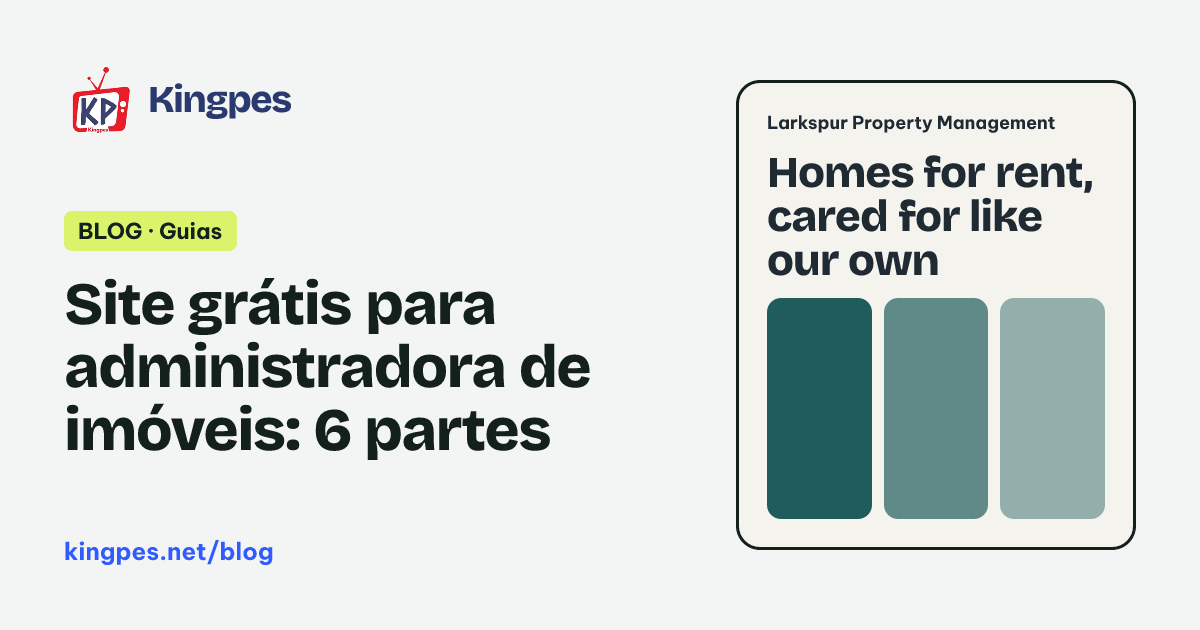 KP
Kingpes
Kingpes
BLOG · Guias
Site grátis para
administradora de
imóveis: 6 partes
kingpes.net/blog
Larkspur Property Management
Homes for rent,
cared for like
our own